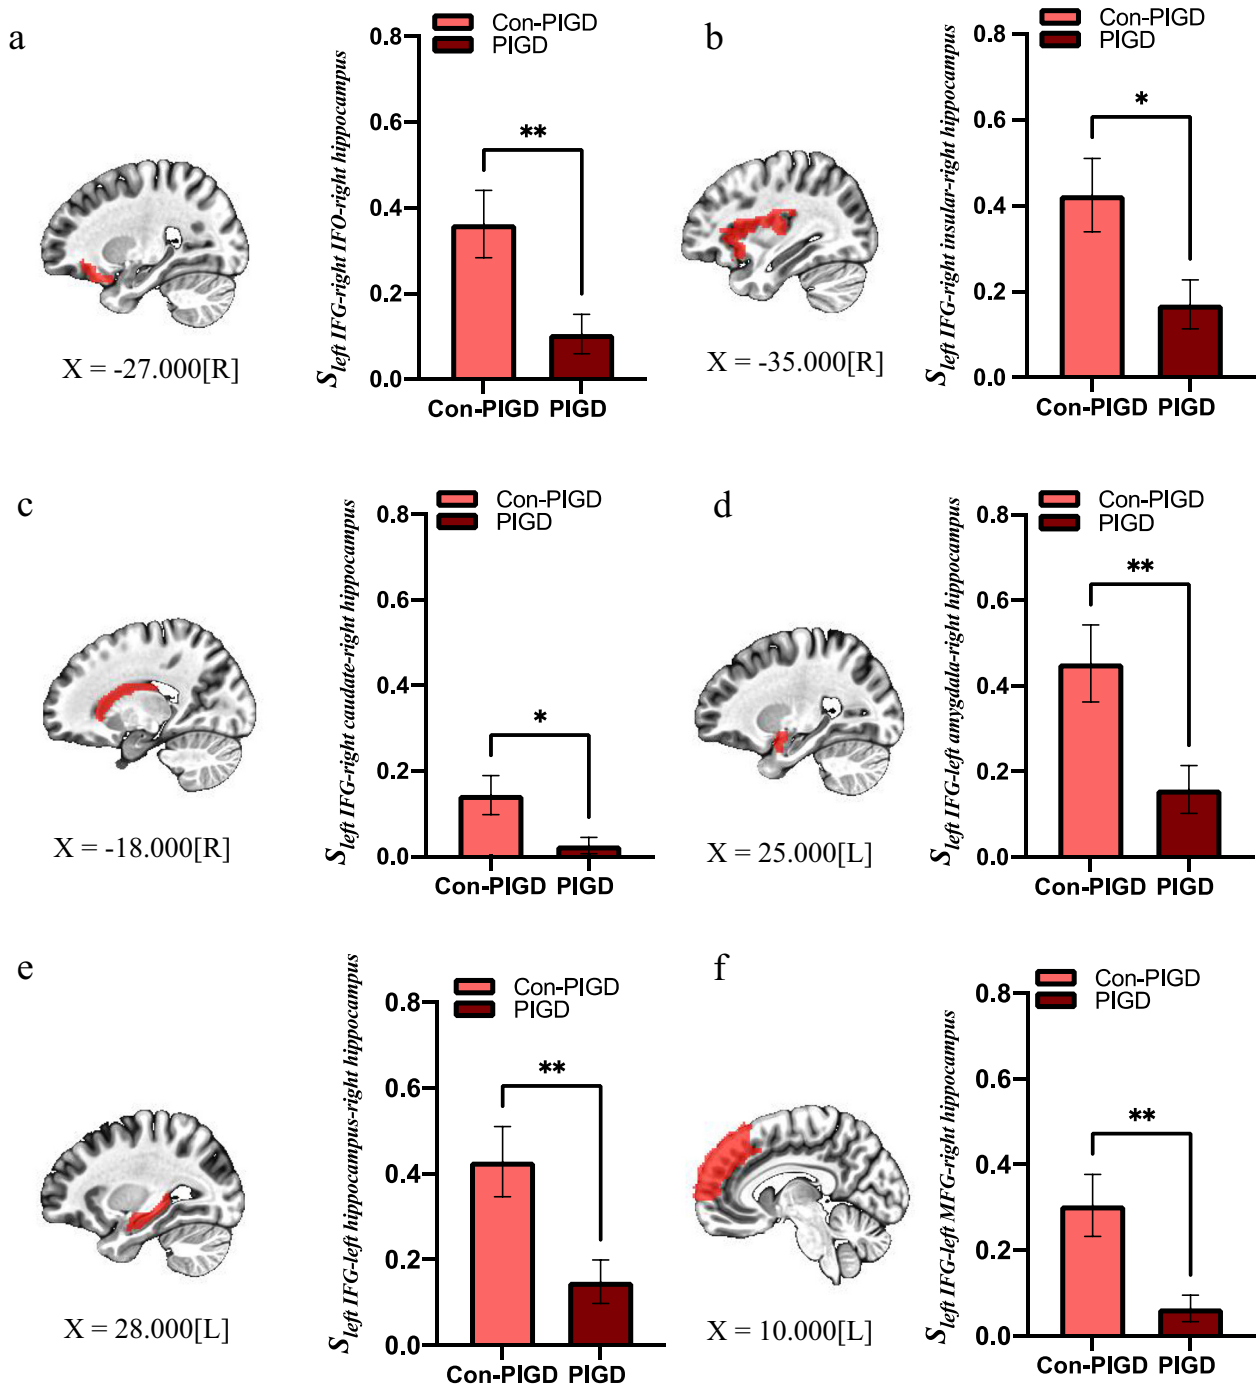 a
Con-PIGD
PIGD
S left IFG-right IFO-right hippocampus
0.8
0.6
0.4
0.2
0.0
**
Con-PIGD PIGD
X = -27.000[R]
b
Con-PIGD
PIGD
S left IFG-right insular-right hippocampus
0.8
0.6
0.4
0.2
0.0
*
Con-PIGD PIGD
X = -35.000[R]
c
Con-PIGD
PIGD
S left IFG-right caudate-right hippocampus
0.8
0.6
0.4
0.2
0.0
*
Con-PIGD PIGD
X = -18.000[R]
d
Con-PIGD
PIGD
S left IFG-left amygdala-right hippocampus
0.8
0.6
0.4
0.2
0.0
**
Con-PIGD PIGD
X = 25.000[L]
e
Con-PIGD
PIGD
S left IFG-left hippocampus-right hippocampus
0.8
0.6
0.4
0.2
0.0
**
Con-PIGD PIGD
X = 28.000[L]
f
Con-PIGD
PIGD
S left IFG-left MFG-right hippocampus
0.8
0.6
0.4
0.2
0.0
**
Con-PIGD PIGD
X = 10.000[L]